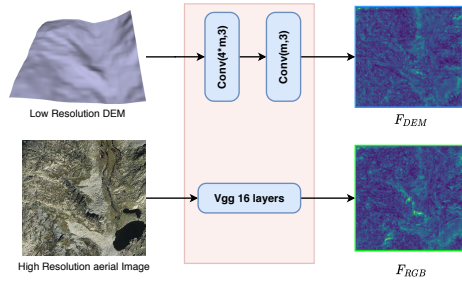 Low Resolution DEM
Conv(4*m,3)
Conv(m,3)
F_DEM
High Resolution aerial Image
Vgg 16 layers
F_RGB